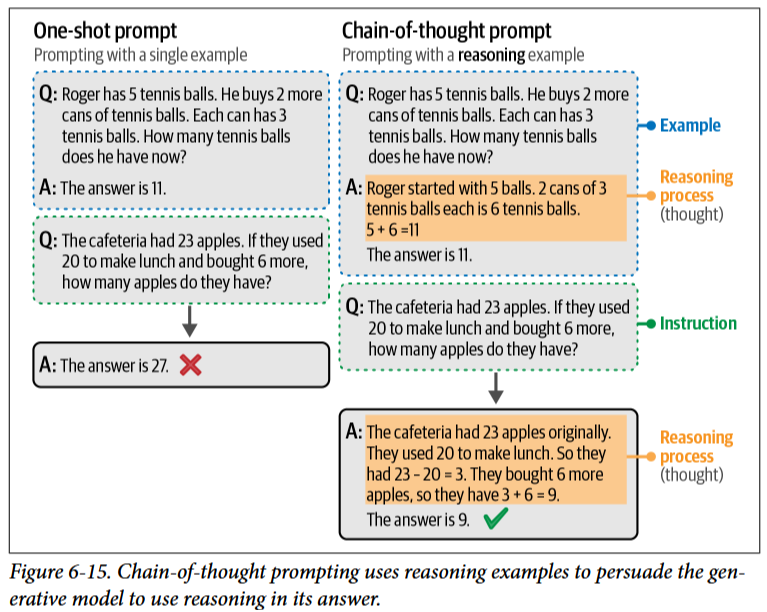 One-shot prompt
Prompting with a single example
Q: Roger has 5 tennis balls. He buys 2 more
cans of tennis balls. Each can has 3
tennis balls. How many tennis balls
does he have now?
A: The answer is 11.
Q: The cafeteria had 23 apples. If they used
20 to make lunch and bought 6 more,
how many apples do they have?
A: The answer is 27.
Chain-of-thought prompt
Prompting with a reasoning example
Q: Roger has 5 tennis balls. He buys 2 more
cans of tennis balls. Each can has 3
tennis balls. How many tennis balls
does he have now?
Example
A: Roger started with 5 balls. 2 cans of 3
tennis balls each is 6 tennis balls.
5 + 6 =11
The answer is 11.
Reasoning
process
(thought)
Q: The cafeteria had 23 apples. If they used
20 to make lunch and bought 6 more,
how many apples do they have?
Instruction
A: The cafeteria had 23 apples originally.
They used 20 to make lunch. So they
had 23 – 20 = 3. They bought 6 more
apples, so they have 3 + 6 = 9.
The answer is 9.
Reasoning
process
(thought)
Figure 6-15. Chain-of-thought prompting uses reasoning examples to persuade the gen-
erative model to use reasoning in its answer.